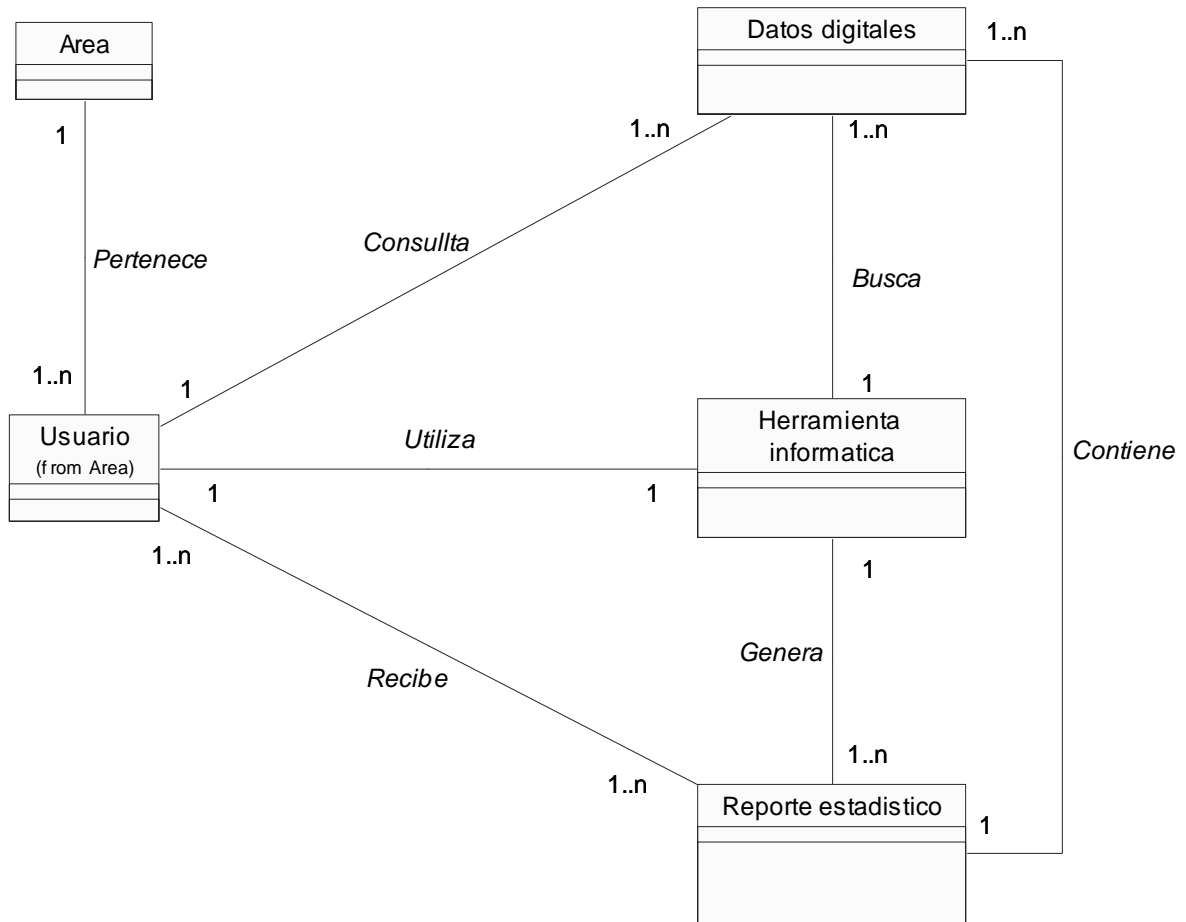 Area
Datos digitales
1..n
1
1..n
1..n
Consullta
Pertenece
Busca
1..n
1
1
Usuario
(from Area)
Utiliza
Herramienta
informatica
Contiene
1
1
1..n
1
Genera
Recibe
1..n
1..n
Reporte estadistico
1